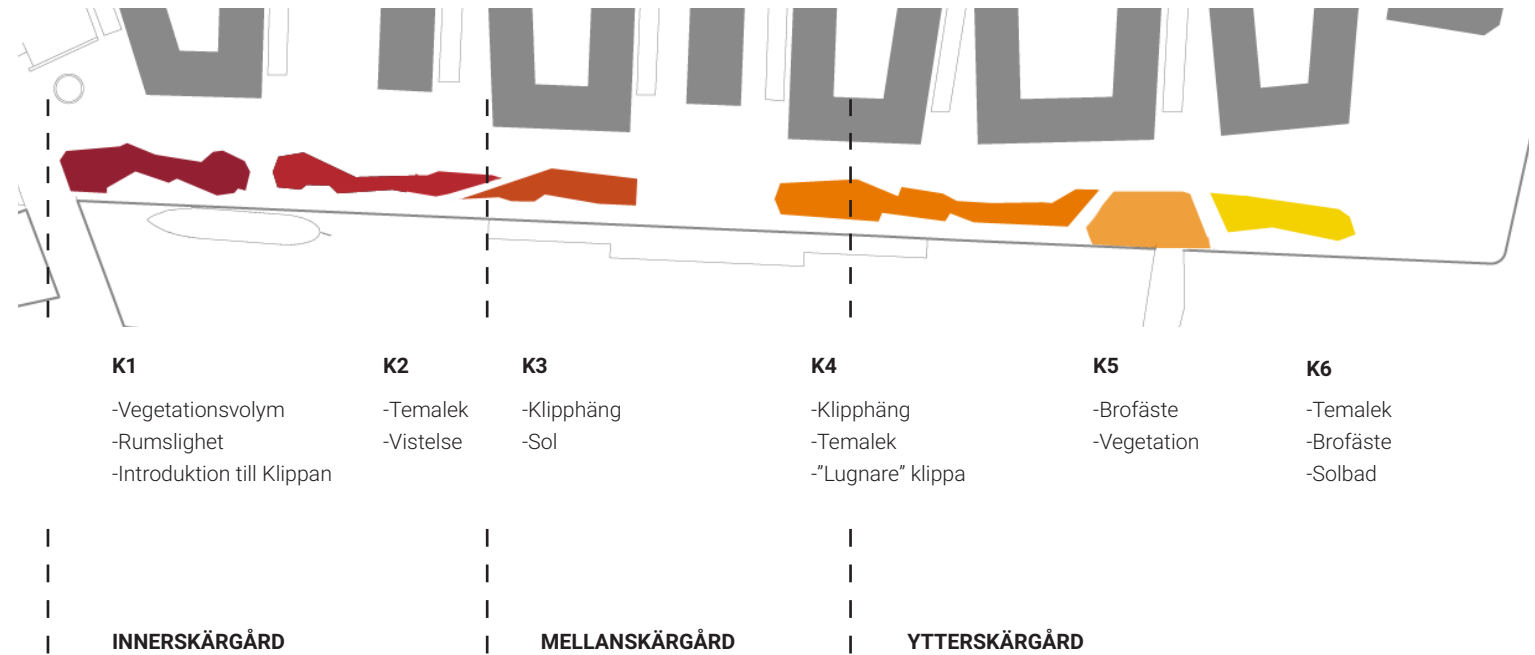 K1
-Vegetationsvolym
-Rumslighet
-Introduktion till Klippan
K2
-Temalek
-Vistelse
K3
-Klipphäng
-Sol
K4
-Klipphäng
-Temalek
-”Lugnare” klippa
K5
-Brofäste
-Vegetation
K6
-Temalek
-Brofäste
-Solbad
INNERSKÄRGÅRD
MELLANSKÄRGÅRD
YTTERSKÄRGÅRD